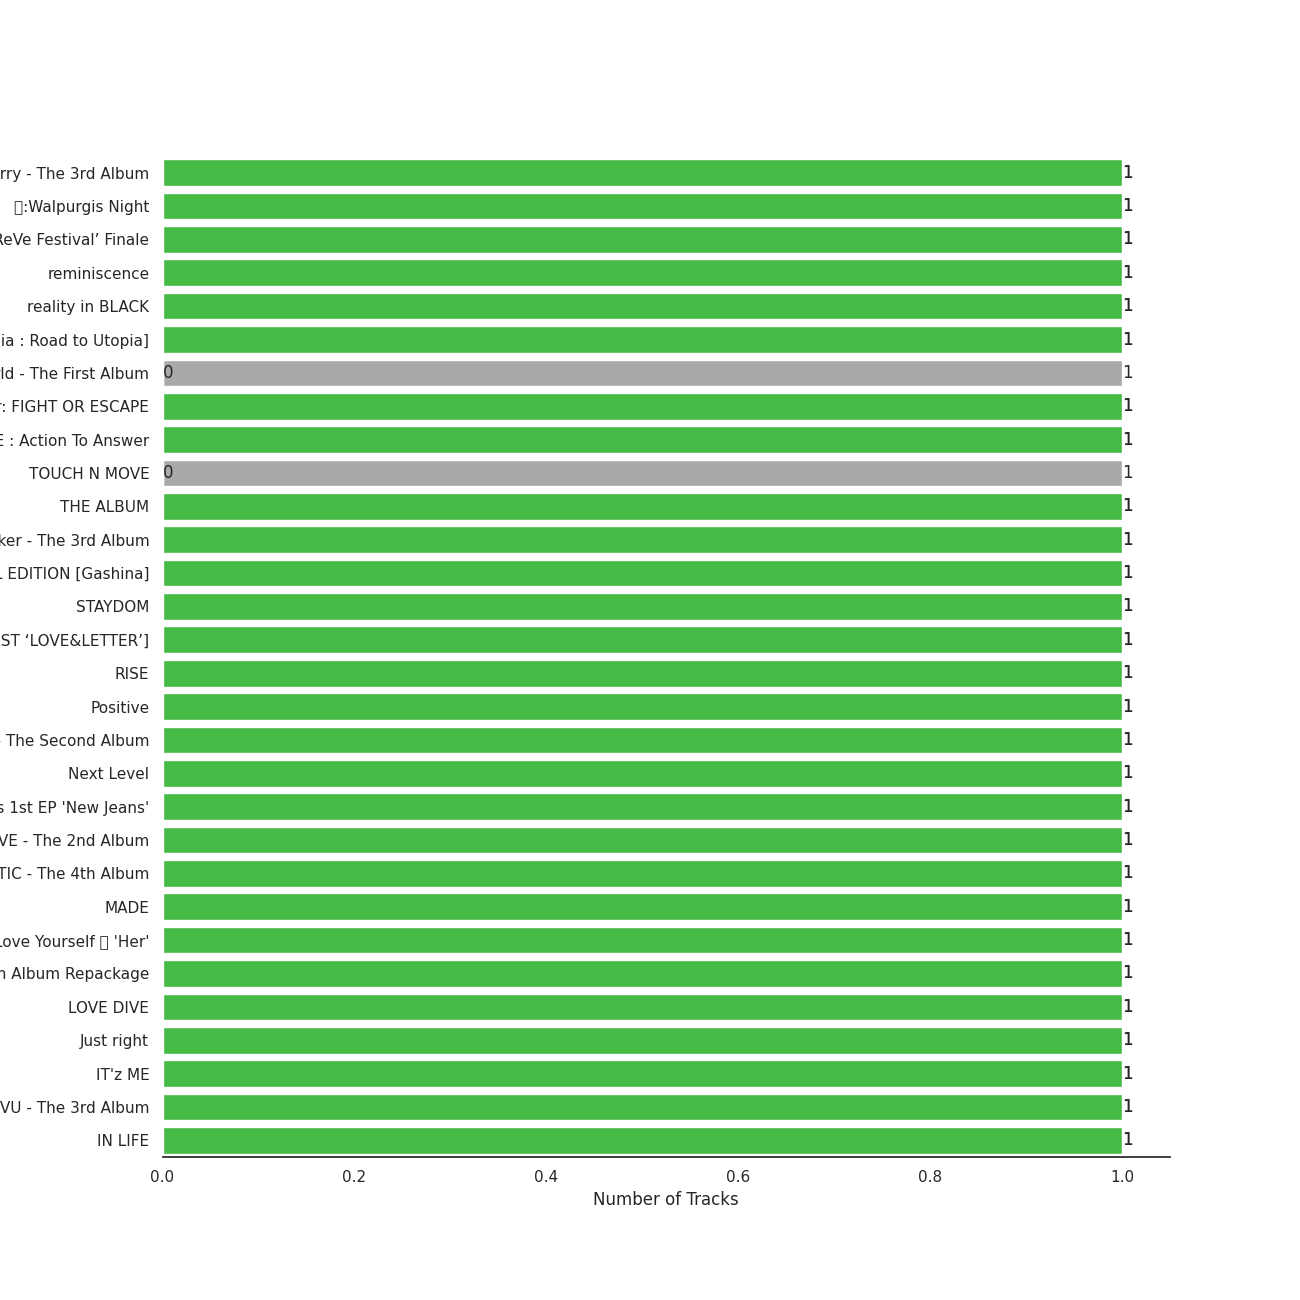 rry - The 3rd Album 1
:Walpurgis Night 1
ReVe Festival’ Finale 1
reminiscence 1
reality in BLACK 1
ia : Road to Utopia] 1
ld - The First Album 0 1
: FIGHT OR ESCAPE 1
E : Action To Answer 1
TOUCH N MOVE 0 1
THE ALBUM 1
ker - The 3rd Album 1
EDITION [Gashina] 1
STAYDOM 1
ST ‘LOVE&LETTER’] 1
RISE 1
Positive 1
The Second Album 1
Next Level 1
s 1st EP 'New Jeans' 1
VE - The 2nd Album 1
TIC - The 4th Album 1
MADE 1
Love Yourself 'Her' 1
h Album Repackage 1
LOVE DIVE 1
Just right 1
IT'z ME 1
VU - The 3rd Album 1
IN LIFE 1
0.0 0.2 0.4 0.6 0.8 1.0
Number of Tracks